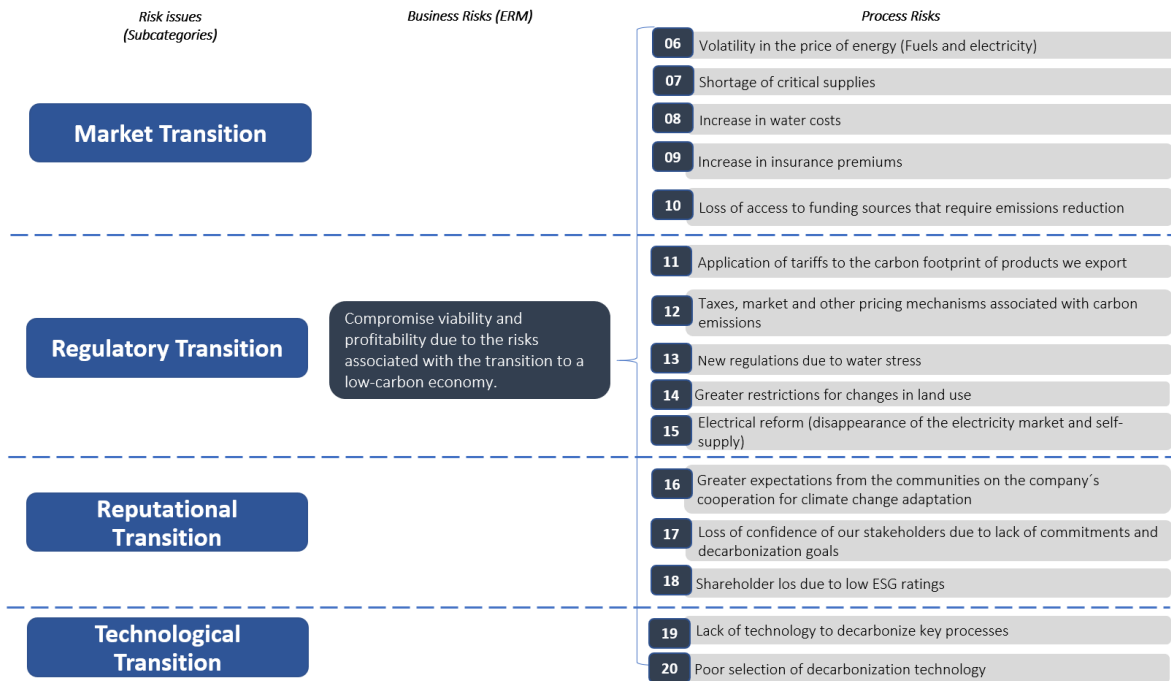 Risk issues
(Subcategories)
Business Risks (ERM)
Process Risks
Market Transition
06 Volatility in the price of energy (Fuels and electricity)
07 Shortage of critical supplies
08 Increase in water costs
09 Increase in insurance premiums
10 Loss of access to funding sources that require emissions reduction
Regulatory Transition
Compromise viability and
profitability due to the risks
associated with the transition to a
low-carbon economy.
11 Application of tariffs to the carbon footprint of products we export
12 Taxes, market and other pricing mechanisms associated with carbon
emissions
13 New regulations due to water stress
14 Greater restrictions for changes in land use
15 Electrical reform (disappearance of the electricity market and self-
supply)
Reputational
Transition
16 Greater expectations from the communities on the company´s
cooperation for climate change adaptation
17 Loss of confidence of our stakeholders due to lack of commitments and
decarbonization goals
18 Shareholder los due to low ESG ratings
Technological
Transition
19 Lack of technology to decarbonize key processes
20 Poor selection of decarbonization technology